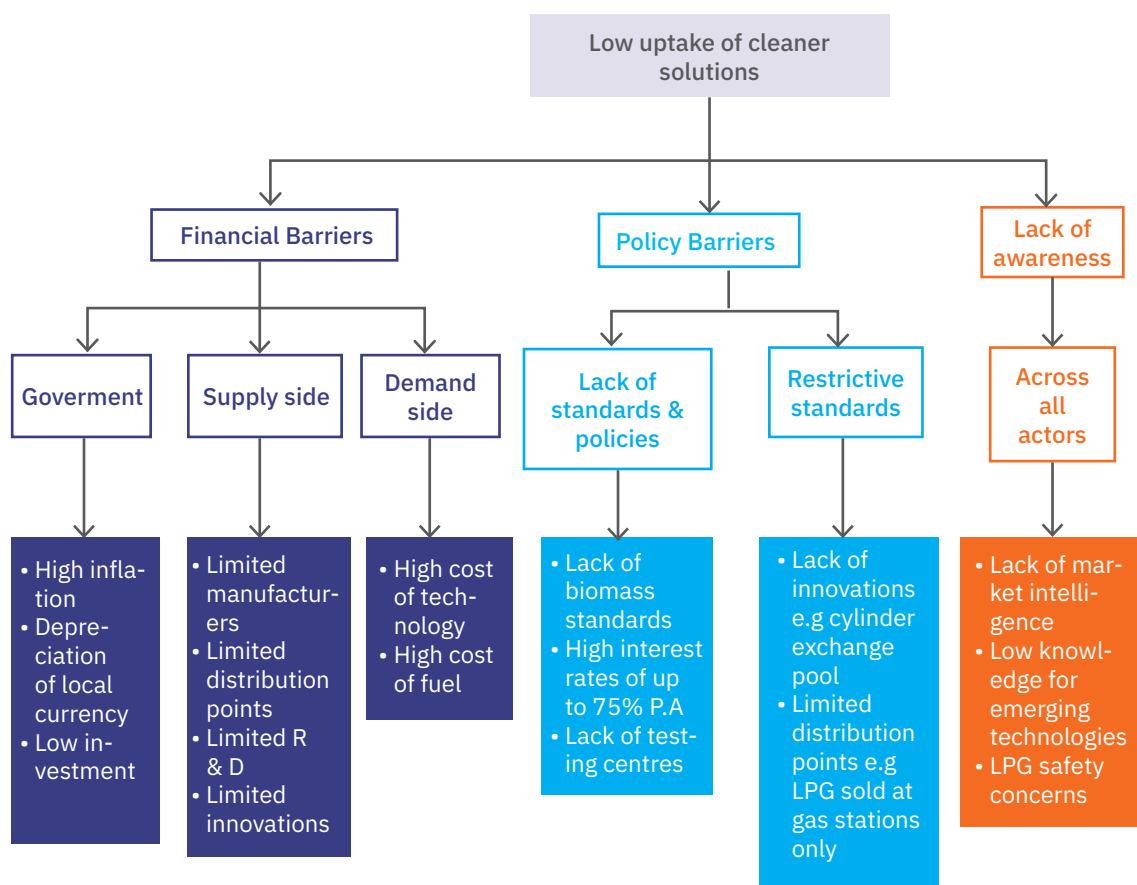 Low uptake of cleaner
solutions
Financial Barriers
Policy Barriers
Lack of
awareness
Goverment
Supply side
Demand
side
Lack of
standards &
policies
Restrictive
standards
Across
all
actors
• High infla-
tion
• Depre-
ciation
of local
currency
• Low in-
vestment
• Limited
manufactur-
ers
• Limited
distribution
points
• Limited R
& D
• Limited
innovations
• High cost
of tech-
nology
• High cost
of fuel
• Lack of
biomass
standards
• High interest
rates of up
to 75% P.A
• Lack of test-
ing centres
• Lack of
innovations
e.g cylinder
exchange
pool
• Limited
distribution
points e.g
LPG sold at
gas stations
only
• Lack of mar-
ket intelli-
gence
• Low knowl-
edge for
emerging
technologies
• LPG safety
concerns